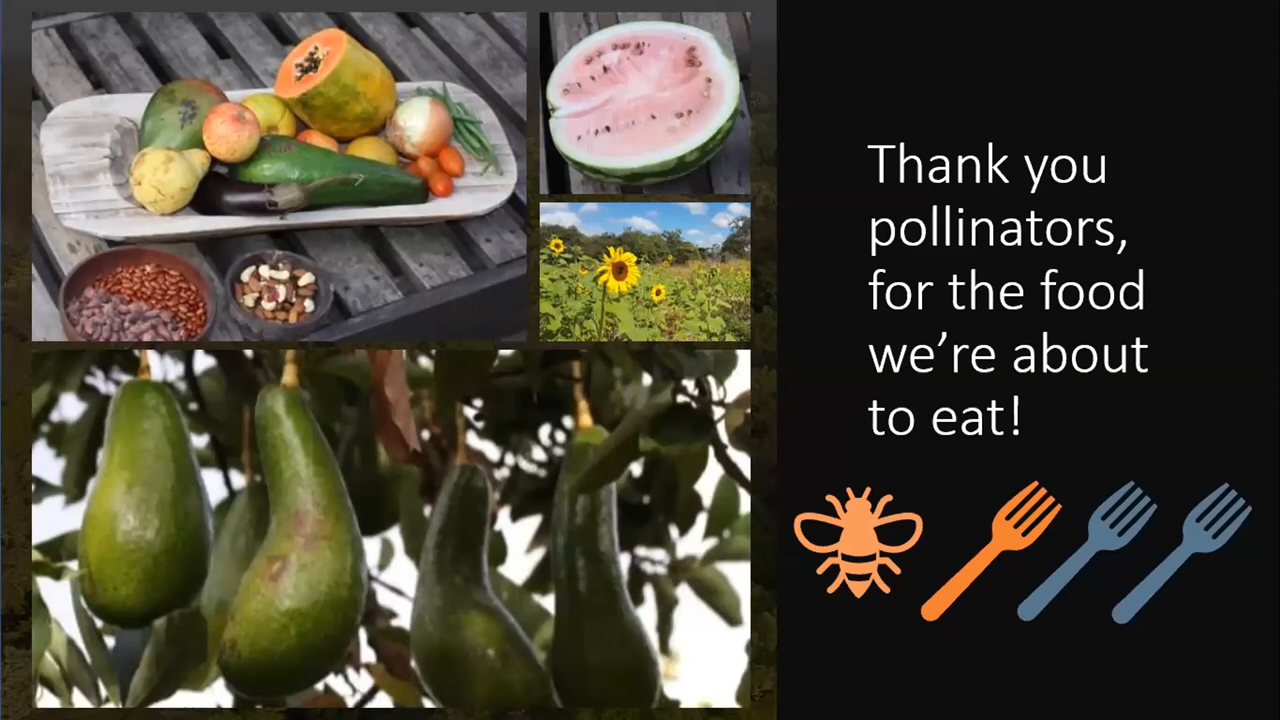 Thank you
pollinators,
for the food
we’re about
to eat!